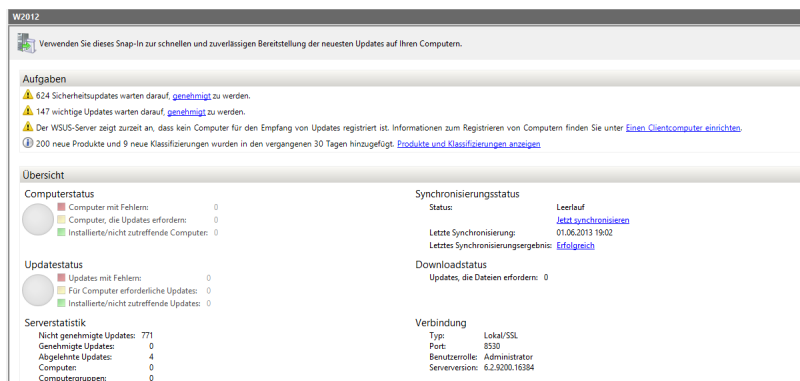 W2012
Verwenden Sie dieses Snap-In zur schnellen und zuverlässigen Bereitstellung der neuesten Updates auf Ihren Computern.
Aufgaben
624 Sicherheitsupdates warten darauf, genehmigt zu werden.
147 wichtige Updates warten darauf, genehmigt zu werden.
Der WSUS-Server zeigt zurzeit an, dass kein Computer für den Empfang von Updates registriert ist. Informationen zum Registrieren von Computern finden Sie unter Einen Clientcomputer einrichten.
200 neue Produkte und 9 neue Klassifizierungen wurden in den vergangenen 30 Tagen hinzugefügt. Produkte und Klassifizierungen anzeigen
Übersicht
Computerstatus
Computer mit Fehlern: 0
Computer, die Updates erfordern: 0
Installierte/nicht zutreffende Computer: 0
Synchronisierungsstatus
Status: Leerlauf
Jetzt synchronisieren
Letzte Synchronisierung: 01.06.2013 19:02
Letztes Synchronisierungsergebnis: Erfolgreich
Updatestatus
Updates mit Fehlern: 0
Für Computer erforderliche Updates: 0
Installierte/nicht zutreffende Updates: 0
Downloadstatus
Updates, die Dateien erfordern: 0
Serverstatistik
Nicht genehmigte Updates: 771
Genehmigte Updates: 0
Abgelehnte Updates: 4
Computer: 0
Computergruppen: 0
Verbindung
Typ: Lokal/SSL
Port: 8530
Benutzerrolle: Administrator
Serverversion: 6.2.9200.16384